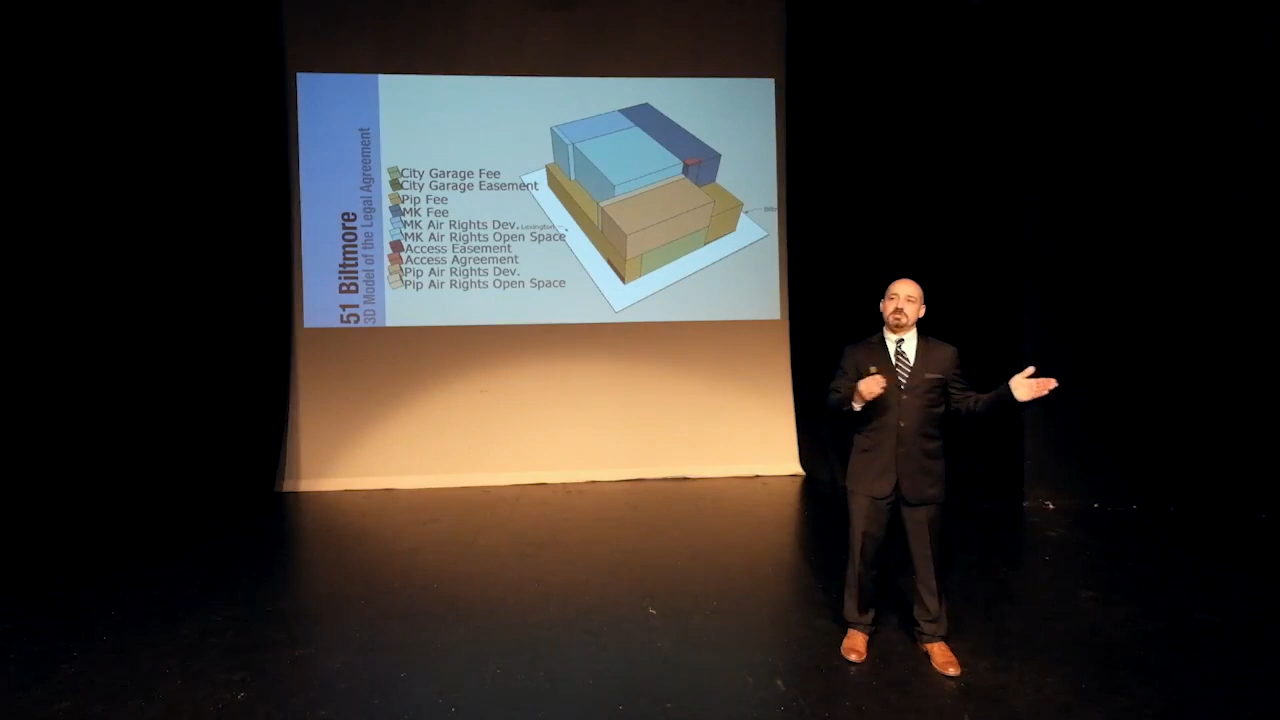 51 Biltmore
3D Model of the Legal Agreement
City Garage Fee
City Garage Easement
Pip Fee
MK Fee
MK Air Rights Dev.
MK Air Rights Open Space
Access Easement
Access Agreement
Pip Air Rights Dev.
Pip Air Rights Open Space
Lexington